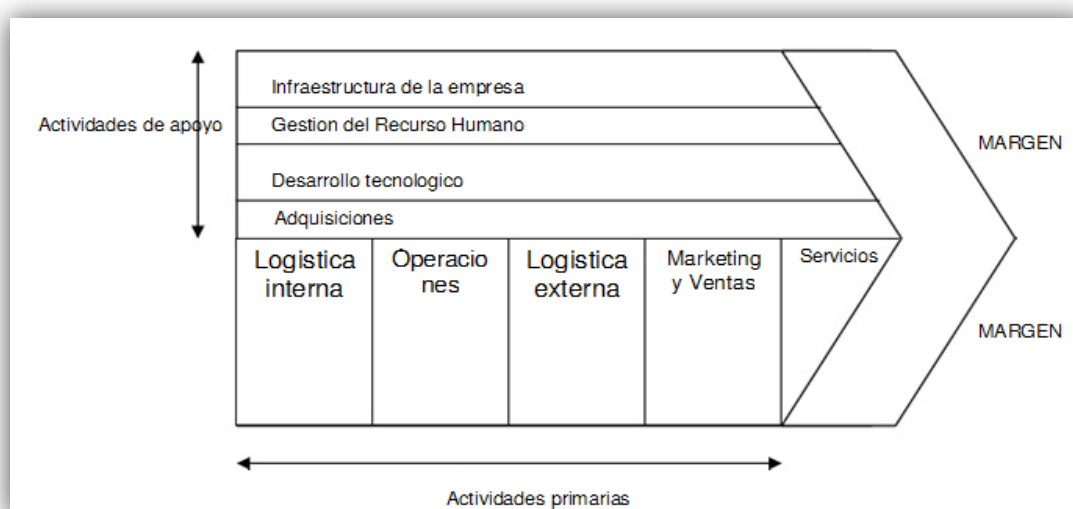 Infraestructura de la empresa
Actividades de apoyo
Gestion del Recurso Humano
MARGEN
Desarrollo tecnologico
Adquisiciones
Logistica
interna
Operacio
nes
Logistica
externa
Marketing
y Ventas
Servicios
MARGEN
Actividades primarias